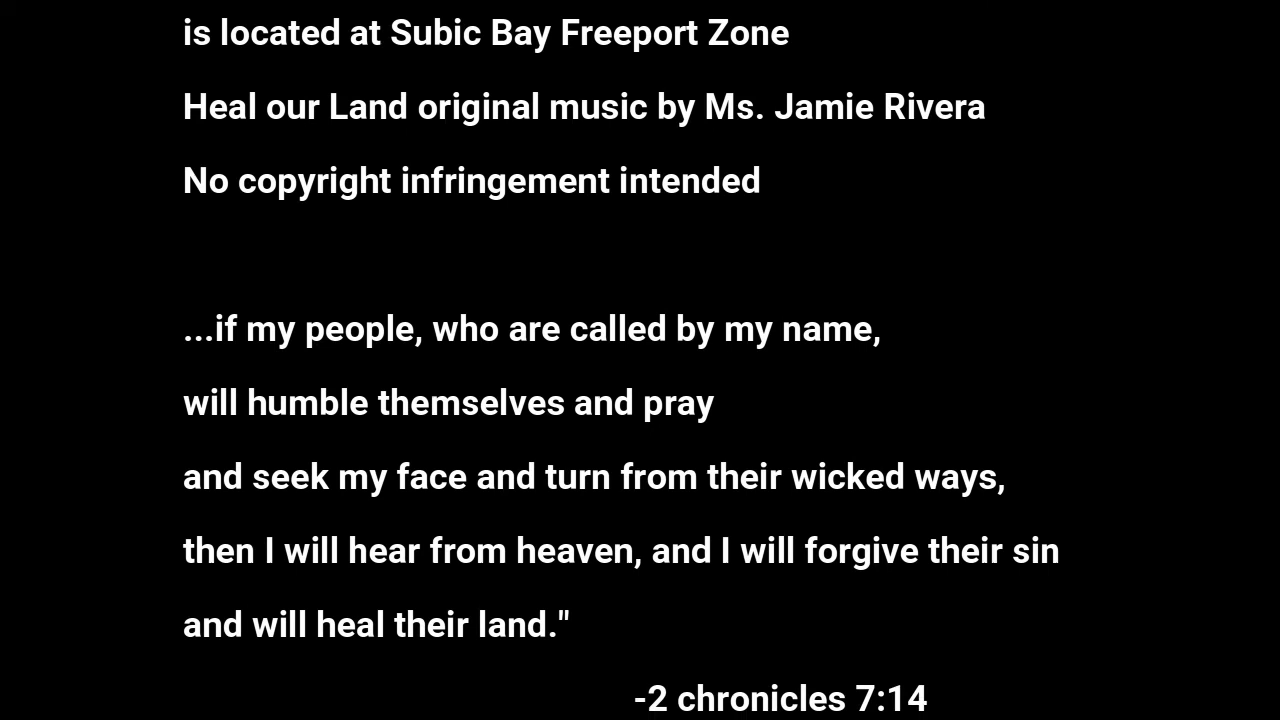 is located at Subic Bay Freeport Zone
Heal our Land original music by Ms. Jamie Rivera
No copyright infringement intended
...if my people, who are called by my name,
will humble themselves and pray
and seek my face and turn from their wicked ways,
then I will hear from heaven, and I will forgive their sin
and will heal their land."
-2 chronicles 7:14